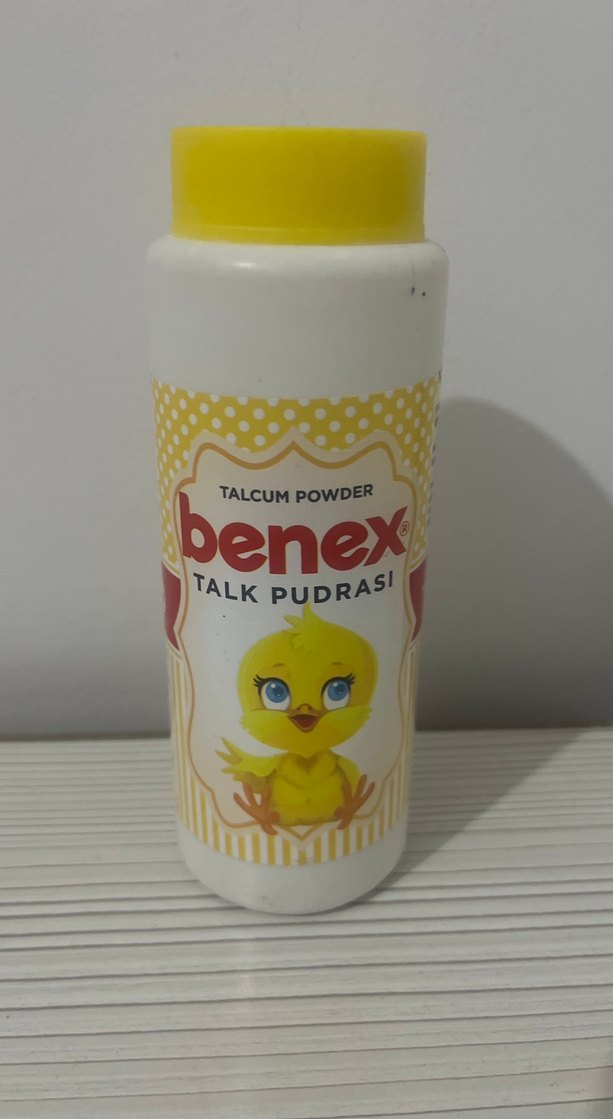 TALCUM POWDER
benex®
TALK PUDRASI